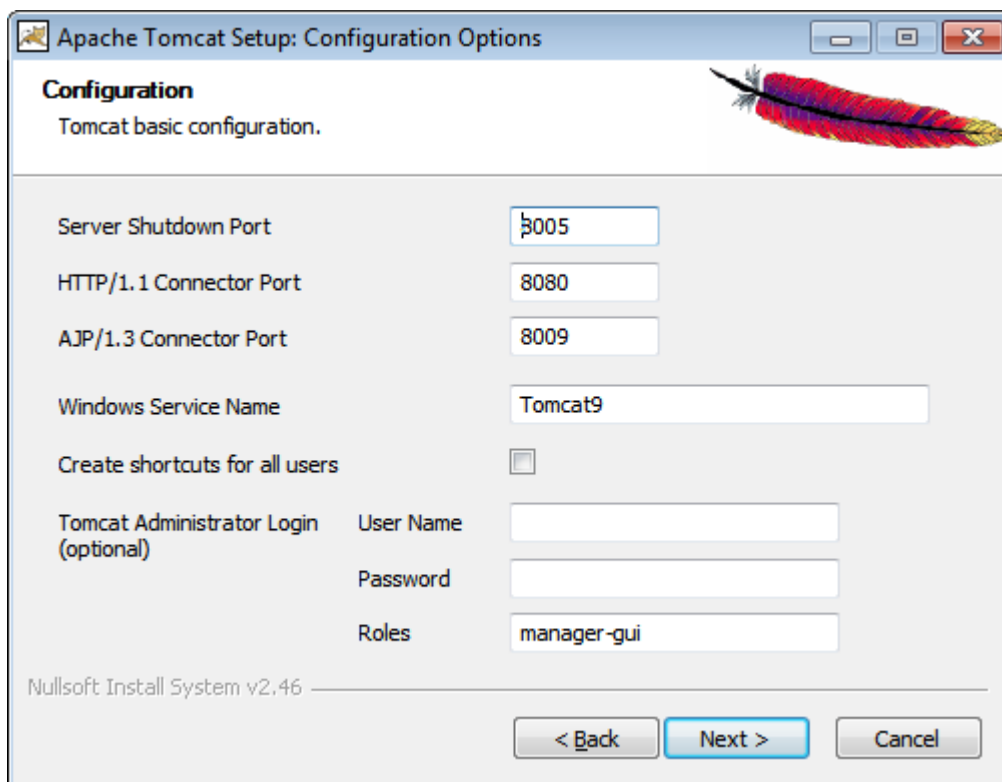 Apache Tomcat Setup: Configuration Options
Configuration
Tomcat basic configuration.
Server Shutdown Port 8005
HTTP/1.1 Connector Port 8080
AJP/1.3 Connector Port 8009
Windows Service Name Tomcat9
Create shortcuts for all users
Tomcat Administrator Login User Name
(optional)
Password
Roles manager-gui
Nullsoft Install System v2.46
< Back Next > Cancel